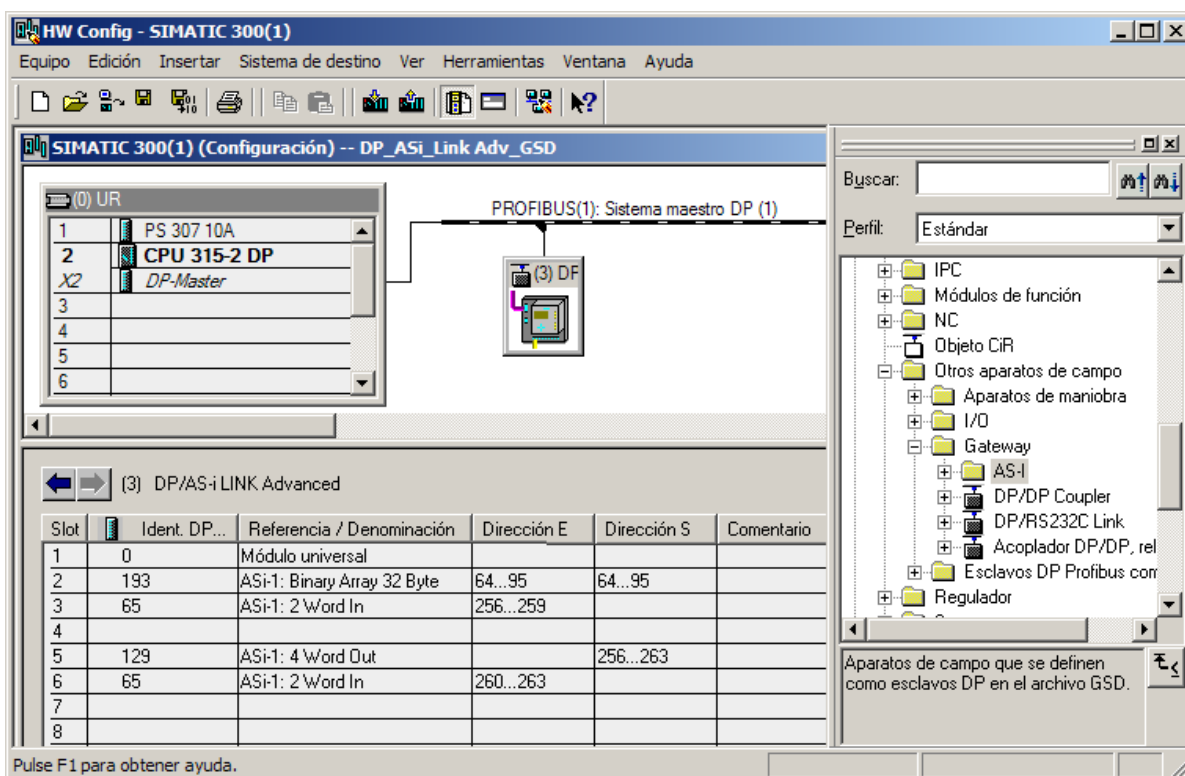 HW Config - SIMATIC 300(1)
Equipo Edición Insertar Sistema de destino Ver Herramientas Ventana Ayuda
SIMATIC 300(1) (Configuración) -- DP_ASi_Link Adv_GSD
(0) UR
1 PS 307 10A
2 CPU 315-2 DP
X2 DP-Master
3
4
5
6
PROFIBUS(1): Sistema maestro DP (1)
(3) DP
(3) DP/AS-i LINK Advanced
Slot Ident. DP... Referencia / Denominación Dirección E Dirección S Comentario
1 0 Módulo universal
2 193 ASi-1: Binary Array 32 Byte 64...95 64...95
3 65 ASi-1: 2 Word In 256...259
4
5 129 ASi-1: 4 Word Out 256...263
6 65 ASi-1: 2 Word In 260...263
7
8
Buscar:
Perfil: Estándar
IPC
Módulos de función
NC
Objeto CiR
Otros aparatos de campo
Aparatos de maniobra
I/O
Gateway
AS-I
DP/DP Coupler
DP/RS232C Link
Acoplador DP/DP, rel
Esclavos DP Profibus com
Regulador
Aparatos de campo que se definen
como esclavos DP en el archivo GSD.
Pulse F1 para obtener ayuda.